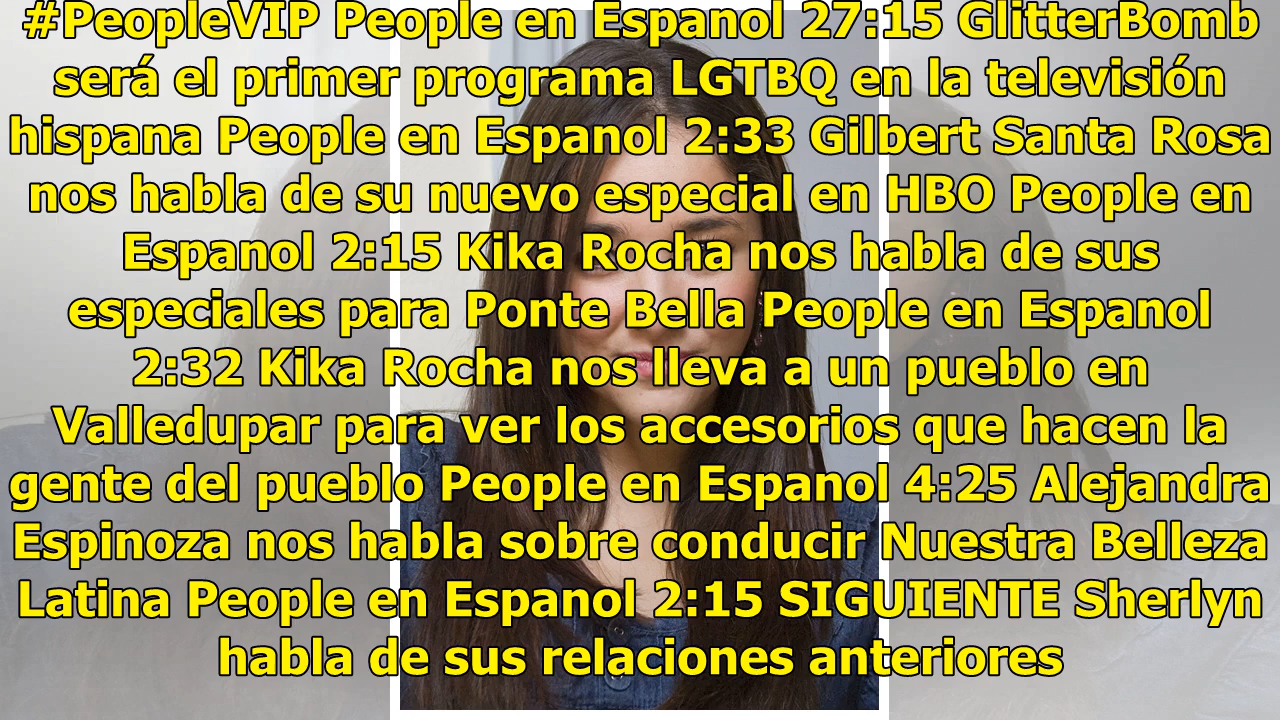 #PeopleVIP People en Espanol 27:15 GlitterBomb
será el primer programa LGTBQ en la televisión
hispana People en Espanol 2:33 Gilbert Santa Rosa
nos habla de su nuevo especial en HBO People en
Espanol 2:15 Kika Rocha nos habla de sus
especiales para Ponte Bella People en Espanol
2:32 Kika Rocha nos lleva a un pueblo en
Valledupar para ver los accesorios que hacen la
gente del pueblo People en Espanol 4:25 Alejandra
Espinoza nos habla sobre conducir Nuestra Belleza
Latina People en Espanol 2:15 SIGUIENTE Sherlyn
habla de sus relaciones anteriores